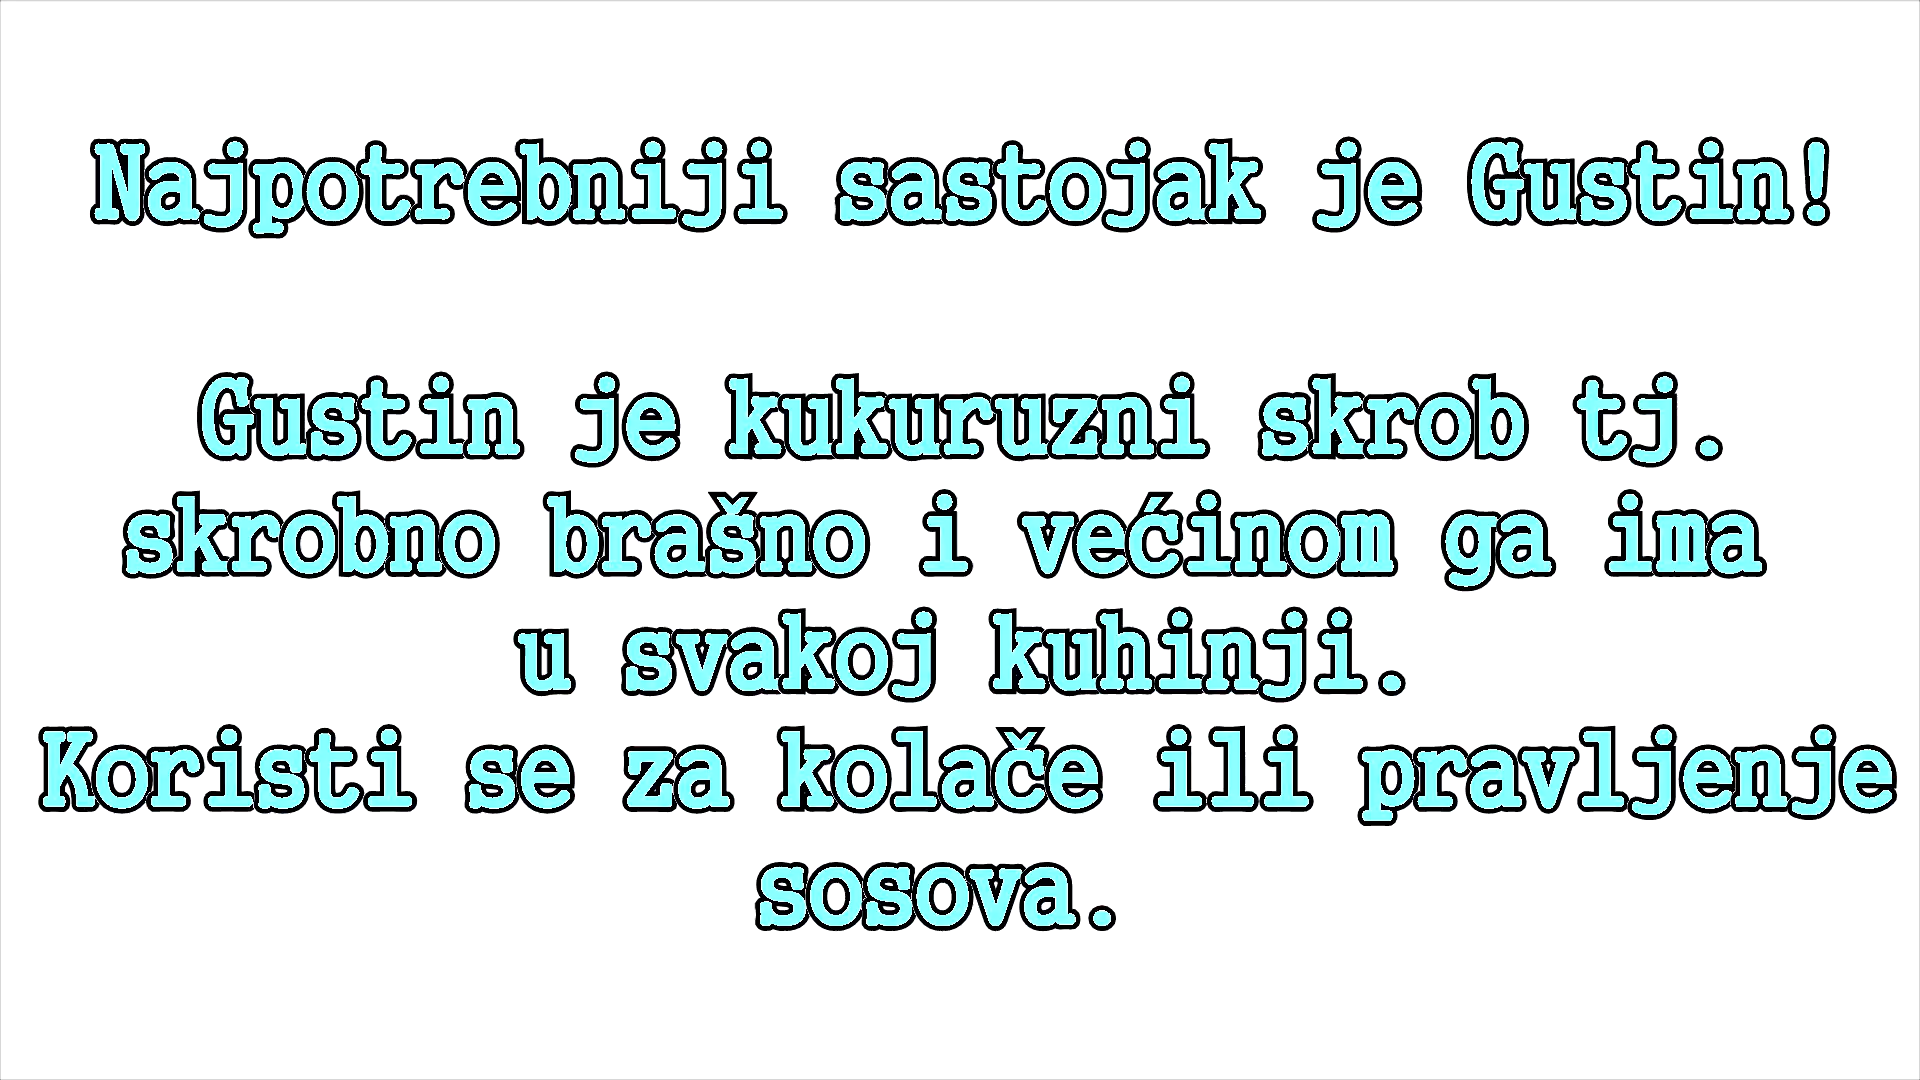 Najpotrebniji sastojak je Gustin!
Gustin je kukuruzni skrob tj.
skrobno brašno i većinom ga ima
u svakoj kuhinji.
Koristi se za kolače ili pravljenje
sosova.